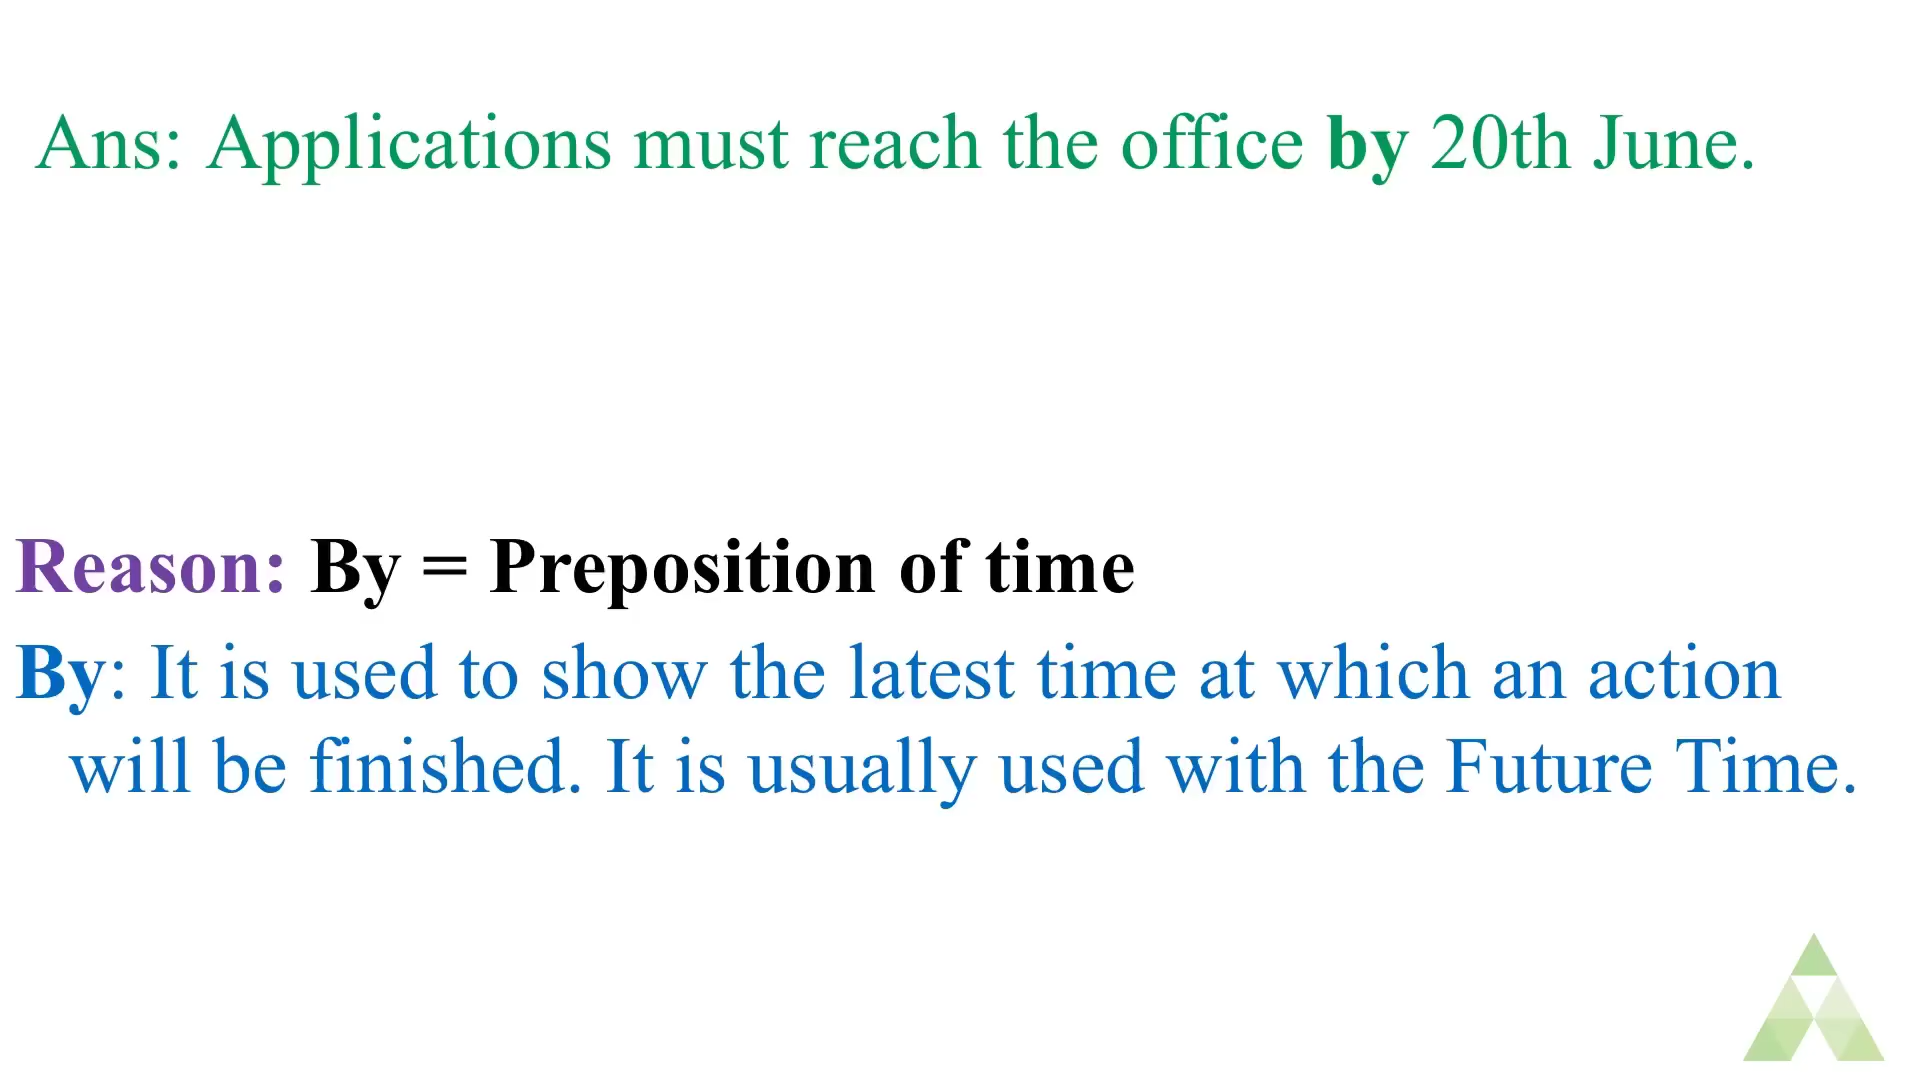 Ans: Applications must reach the office by 20th June.
Reason: By = Preposition of time
By: It is used to show the latest time at which an action
will be finished. It is usually used with the Future Time.